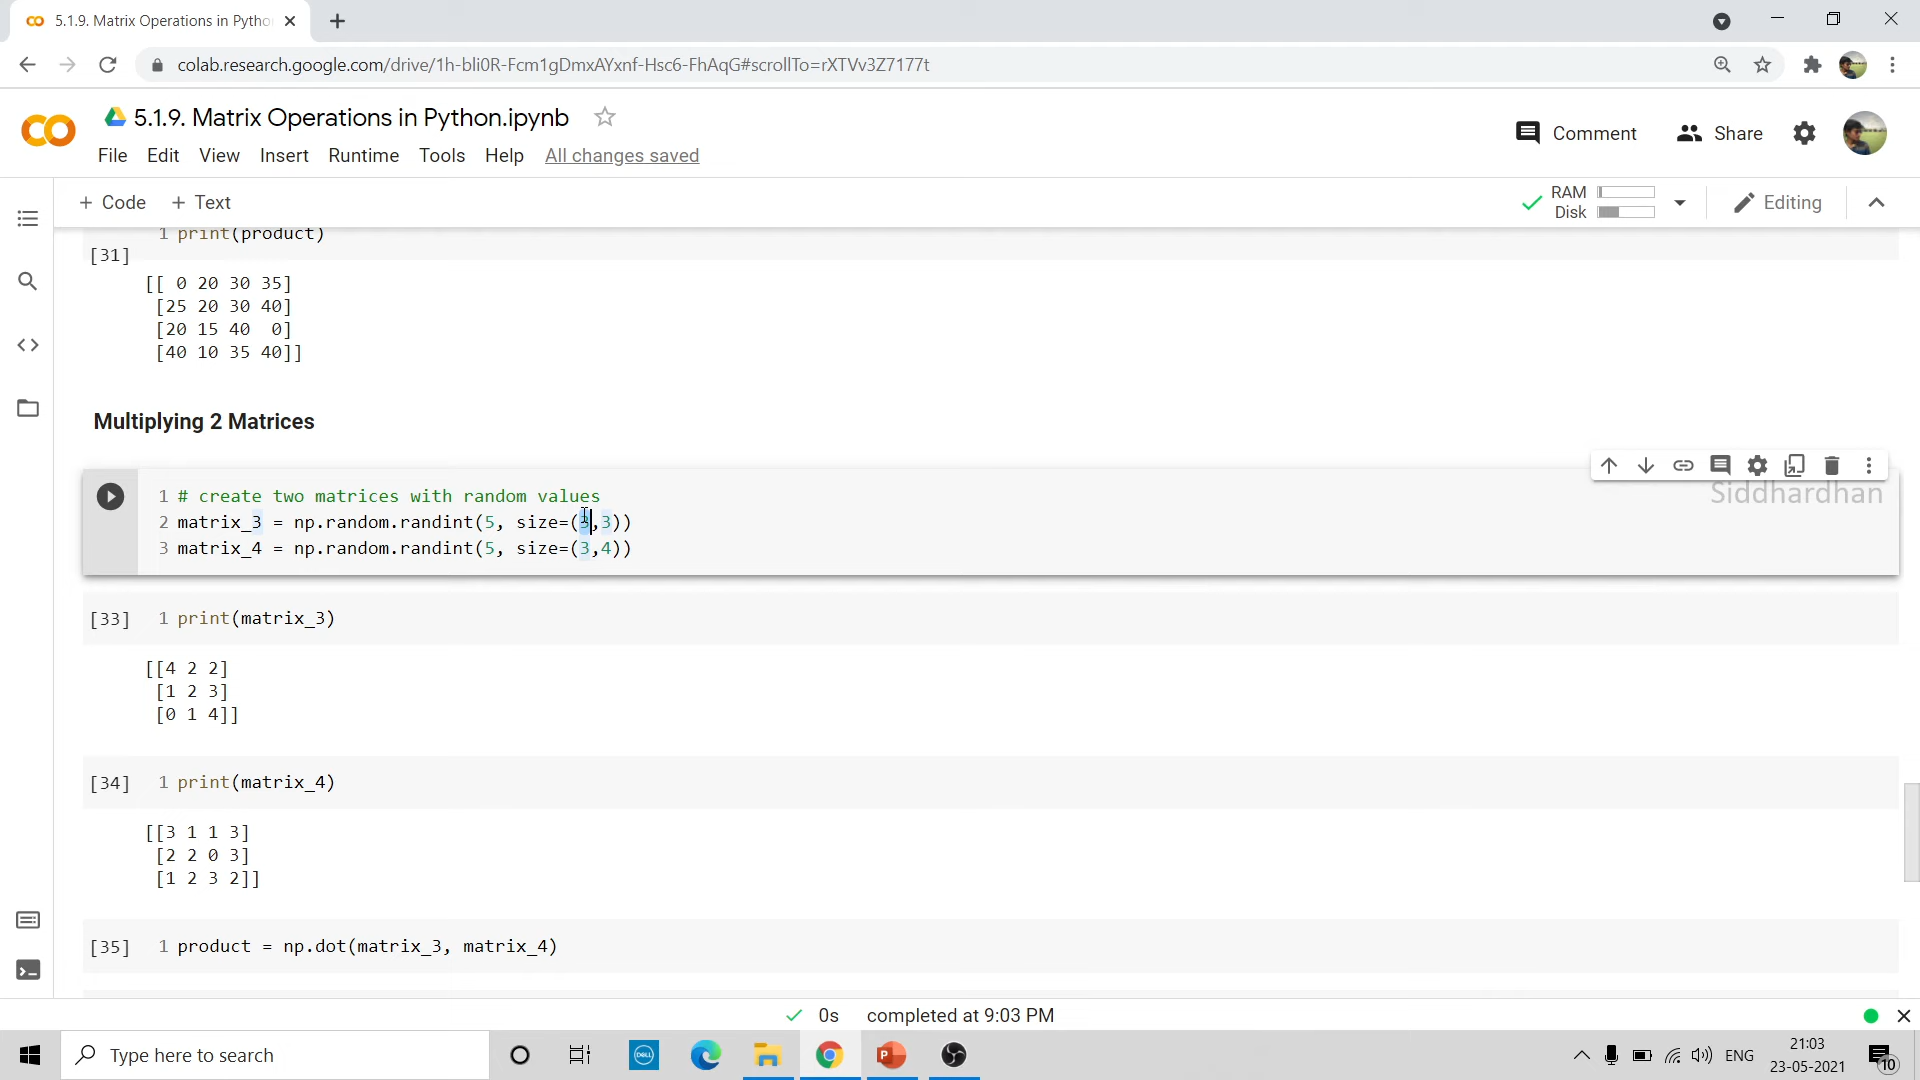 5.1.9. Matrix Operations in Pytho
colab.research.google.com/drive/1h-bli0R-Fcm1gDmxAYxnf-Hsc6-FhAqG#scrollTo=rXTVv3Z7177t
5.1.9. Matrix Operations in Python.ipynb
Comment Share
File Edit View Insert Runtime Tools Help All changes saved
+ Code + Text
RAM
Disk
Editing
1 print(product)
[31]
[[ 0 20 30 35]
[25 20 30 40]
[20 15 40  0]
[40 10 35 40]]
Multiplying 2 Matrices
Siddhardhan
1 # create two matrices with random values
2 matrix_3 = np.random.randint(5, size=(3,3))
3 matrix_4 = np.random.randint(5, size=(3,4))
[33] 1 print(matrix_3)
[[4 2 2]
[1 2 3]
[0 1 4]]
[34] 1 print(matrix_4)
[[3 1 1 3]
[2 2 0 3]
[1 2 3 2]]
[35] 1 product = np.dot(matrix_3, matrix_4)
0s completed at 9:03 PM
Type here to search
DELL
P
ENG
21:03
23-05-2021
10